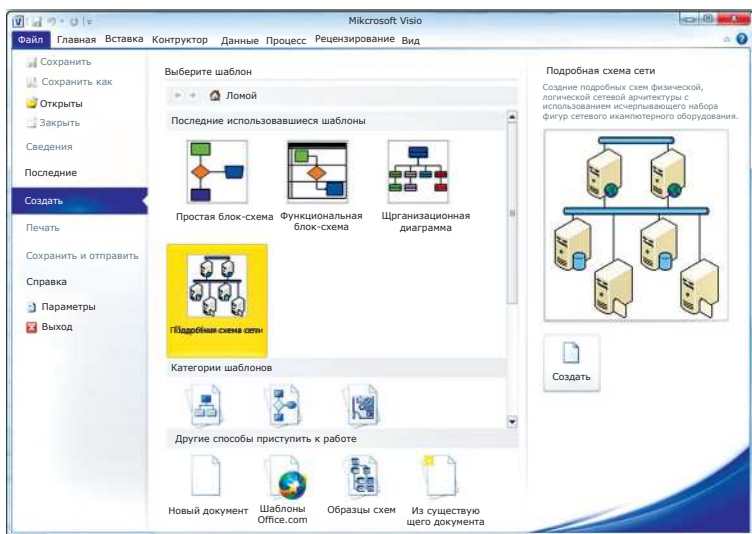 Mikcrosoft Visio
Файл Главная Вставка Контруктор Данные Процесс Рецензирование Вид
Сохранить
Сохранить как
Открыты
Закрыть
Сведения
Последние
Создать
Печать
Сохранить и отправить
Справка
Параметры
Выход
Выберите шаблон
Ломой
Последние использовавшиеся шаблоны
Простая блок-схема
Функциональная
блок-схема
Щрганизационная
диаграмма
Подробная схема сети
Категории шаблонов
Другие способы приступить к работе
Новый документ
Шаблоны
Office.com
Образцы схем
Из существую
щего документа
Подробная схема сети
Создние подробных схем физической,
логической сетевой арчитектуры с
использованием исчерпывающего набора
фигур сетевого икампютерного оборудования.
Создать